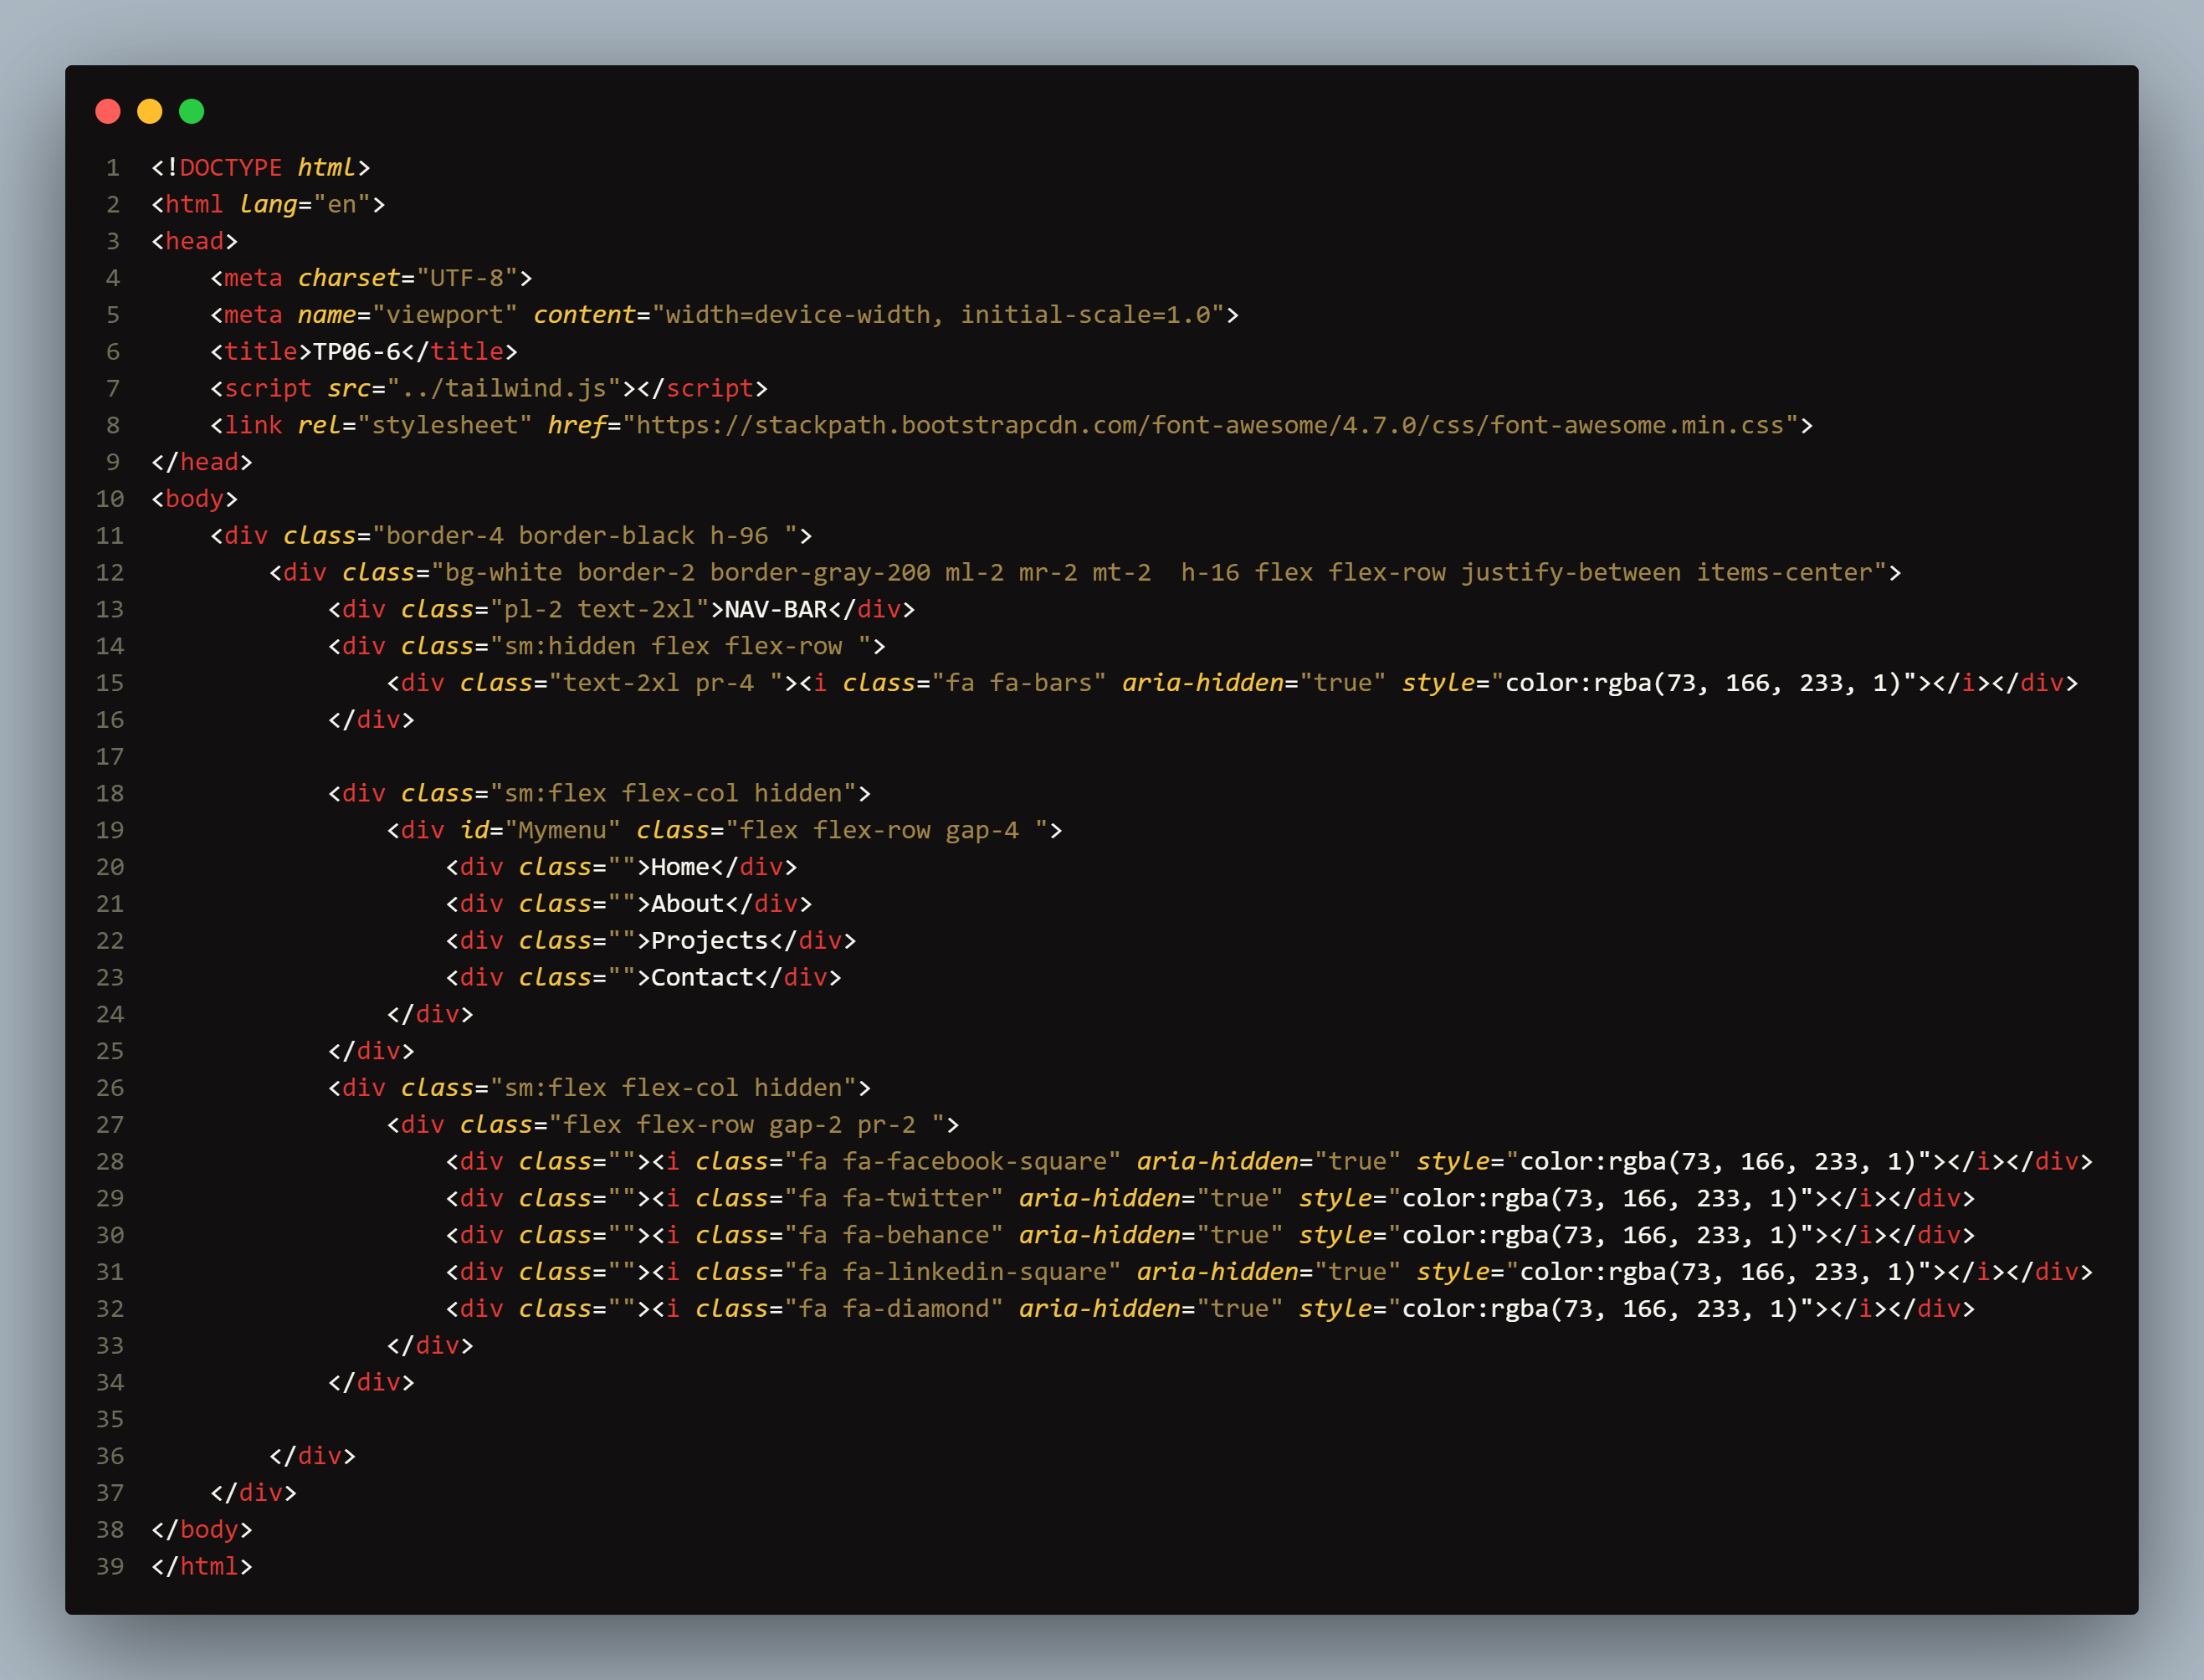 1 <!DOCTYPE html>
2 <html lang="en">
3 <head>
4     <meta charset="UTF-8">
5     <meta name="viewport" content="width=device-width, initial-scale=1.0">
6     <title>TP06-6</title>
7     <script src="../tailwind.js"></script>
8     <link rel="stylesheet" href="https://stackpath.bootstrapcdn.com/font-awesome/4.7.0/css/font-awesome.min.css">
9 </head>
10 <body>
11     <div class="border-4 border-black h-96 ">
12         <div class="bg-white border-2 border-gray-200 ml-2 mr-2 mt-2  h-16 flex flex-row justify-between items-center">
13             <div class="pl-2 text-2xl">NAV-BAR</div>
14             <div class="sm:hidden flex flex-row ">
15                 <div class="text-2xl pr-4 "><i class="fa fa-bars" aria-hidden="true" style="color:rgba(73, 166, 233, 1)"></i></div>
16             </div>
17
18             <div class="sm:flex flex-col hidden">
19                 <div id="Mymenu" class="flex flex-row gap-4 ">
20                     <div class="">Home</div>
21                     <div class="">About</div>
22                     <div class="">Projects</div>
23                     <div class="">Contact</div>
24                 </div>
25             </div>
26             <div class="sm:flex flex-col hidden">
27                 <div class="flex flex-row gap-2 pr-2 ">
28                     <div class=""><i class="fa fa-facebook-square" aria-hidden="true" style="color:rgba(73, 166, 233, 1)"></i></div>
29                     <div class=""><i class="fa fa-twitter" aria-hidden="true" style="color:rgba(73, 166, 233, 1)"></i></div>
30                     <div class=""><i class="fa fa-behance" aria-hidden="true" style="color:rgba(73, 166, 233, 1)"></i></div>
31                     <div class=""><i class="fa fa-linkedin-square" aria-hidden="true" style="color:rgba(73, 166, 233, 1)"></i></div>
32                     <div class=""><i class="fa fa-diamond" aria-hidden="true" style="color:rgba(73, 166, 233, 1)"></i></div>
33                 </div>
34             </div>
35
36         </div>
37     </div>
38 </body>
39 </html>